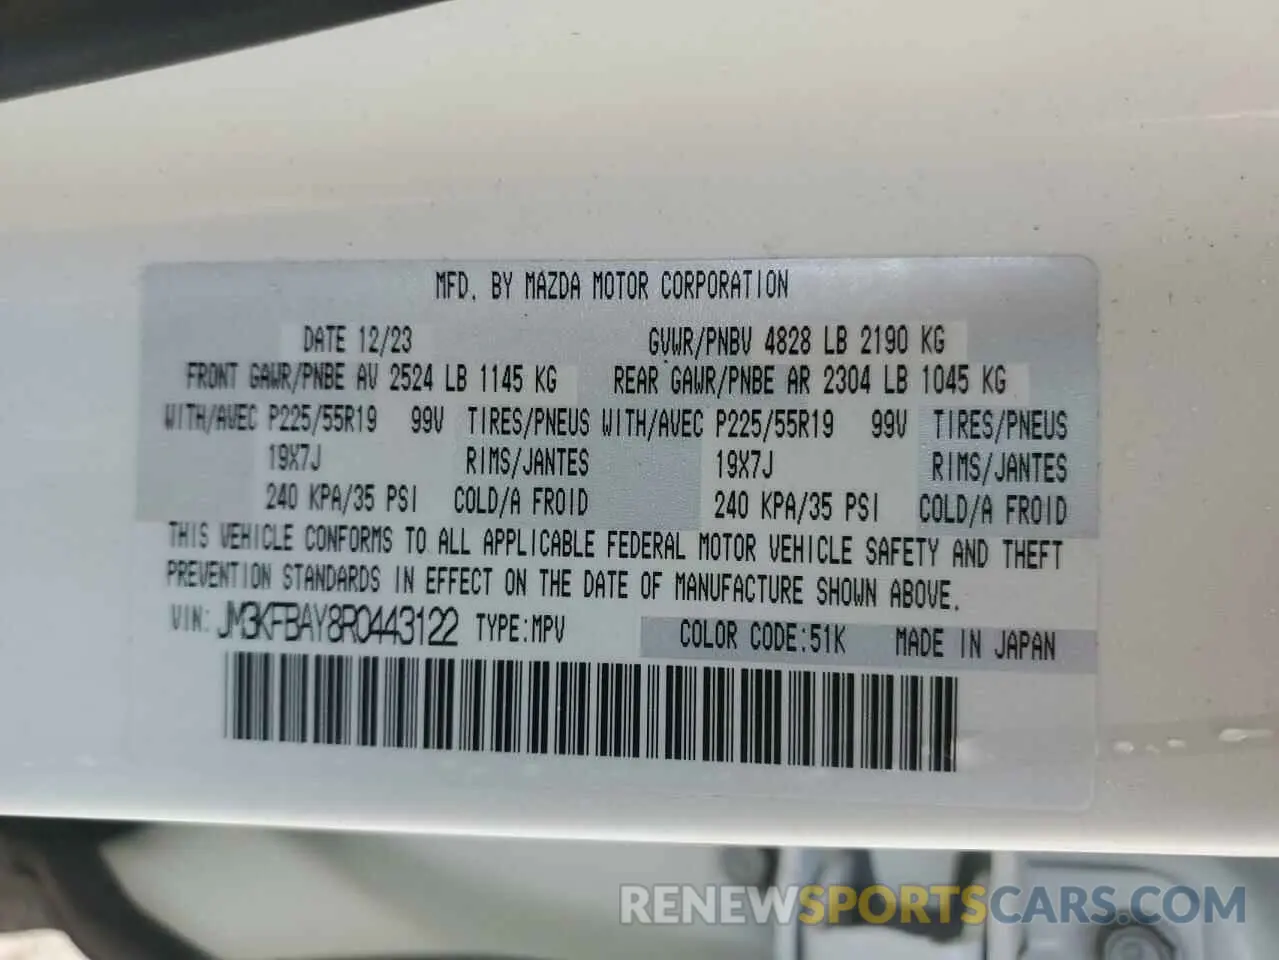 MFD. BY MAZDA MOTOR CORPORATION
DATE 12/23 GVWR/PNBV 4828 LB 2190 KG
FRONT GAWR/PNBE AV 2524 LB 1145 KG REAR GAWR/PNBE AR 2304 LB 1045 KG
WITH/AVEC P225/55R19 99V TIRES/PNEUS WITH/AVEC P225/55R19 99V TIRES/PNEUS
19X7J RIMS/JANTES 19X7J RIMS/JANTES
240 KPA/35 PSI COLD/A FROID 240 KPA/35 PSI COLD/A FROID
THIS VEHICLE CONFORMS TO ALL APPLICABLE FEDERAL MOTOR VEHICLE SAFETY AND THEFT
PREVENTION STANDARDS IN EFFECT ON THE DATE OF MANUFACTURE SHOWN ABOVE.
VIN: JM3KFBAY8R0443122 TYPE:MPV COLOR CODE:51K MADE IN JAPAN
RENEWSPORTSCARS.COM